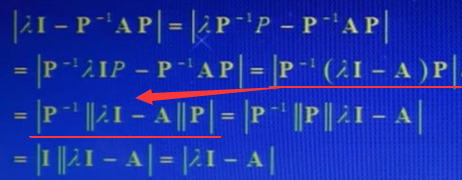 |λI − P⁻¹AP| = |λP⁻¹P − P⁻¹AP|
= |P⁻¹λIP − P⁻¹AP| = |P⁻¹(λI − A)P|
= |P⁻¹||λI − A||P| = |P⁻¹||P||λI − A|
= |I||λI − A| = |λI − A|